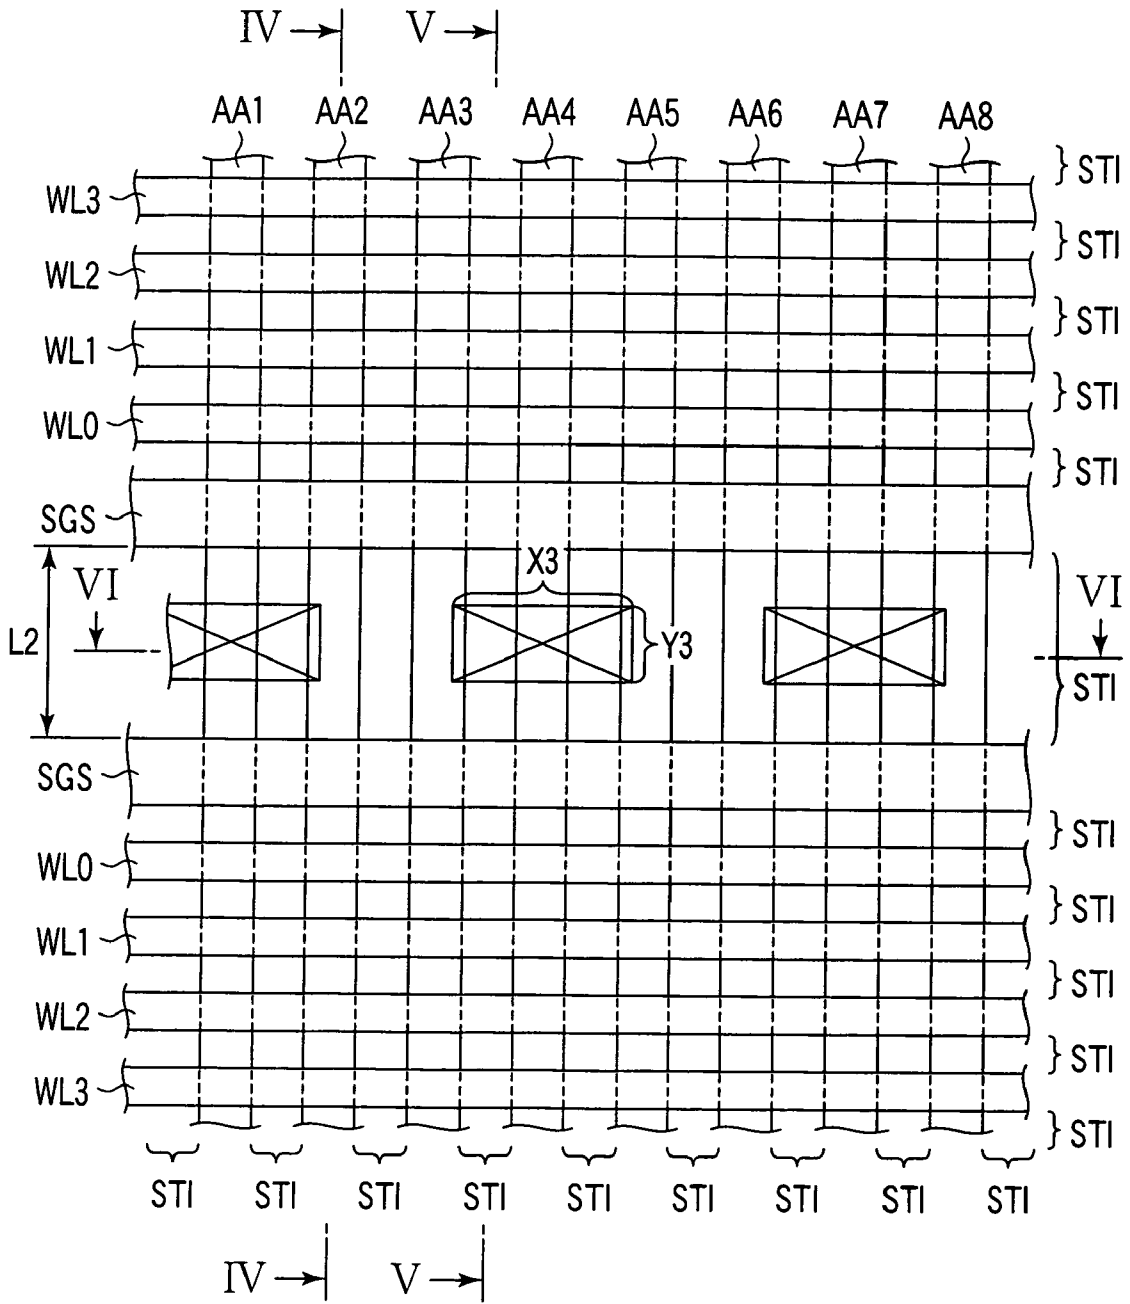 IV V
AA1 AA2 AA3 AA4 AA5 AA6 AA7 AA8
STI
WL3
STI
WL2
STI
WL1
STI
WL0
STI
SGS
X3
VI VI
L2 Y3
STI
SGS
STI
WL0
STI
WL1
STI
WL2
STI
WL3
STI
STI STI STI STI STI STI STI STI STI
IV V